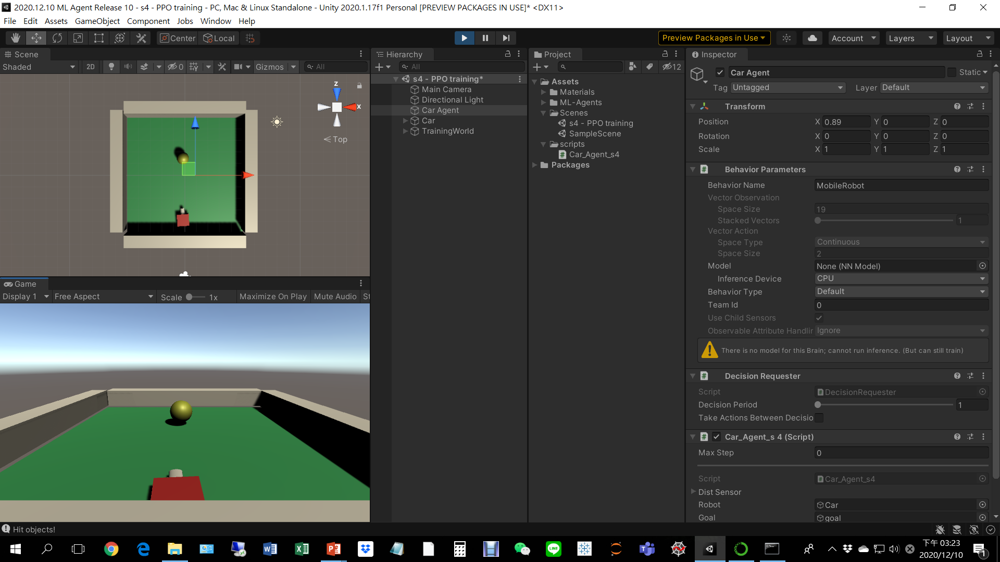 2020.12.10 ML Agent Release 10 - s4 - PPO training - PC, Mac & Linux Standalone - Unity 2020.1.17f1 Personal [PREVIEW PACKAGES IN USE]* <DX11>
File Edit Assets GameObject Component Jobs Window Help
Center Local Preview Packages in Use Account Layers Layout
Scene
Shaded 2D 0 Gizmos All
z
x
Top
Game
Display 1 Free Aspect Scale 1x Maximize On Play Mute Audio St
Hierarchy
All
s4 - PPO training*
Main Camera
Directional Light
Car Agent
Car
TrainingWorld
Project
12
Assets
Materials
ML-Agents
Scenes
s4 - PPO training
SampleScene
scripts
Car_Agent_s4
Packages
Inspector
Car Agent Static
Tag Untagged Layer Default
Transform
Position X 0.89 Y 0 Z 0
Rotation X 0 Y 0 Z 0
Scale X 1 Y 1 Z 1
Behavior Parameters
Behavior Name MobileRobot
Vector Observation
Space Size 19
Stacked Vectors 1
Vector Action
Space Type Continuous
Space Size 2
Model None (NN Model)
Inference Device CPU
Behavior Type Default
Team Id 0
Use Child Sensors
Observable Attribute Handlir Ignore
There is no model for this Brain; cannot run inference. (But can still train)
Decision Requester
Script DecisionRequester
Decision Period 1
Take Actions Between Decisio
Car_Agent_s 4 (Script)
Max Step 0
Script Car_Agent_s4
Dist Sensor
Robot Car
Goal goal
Hit objects!
LINE
下午 03:23
2020/12/10
1